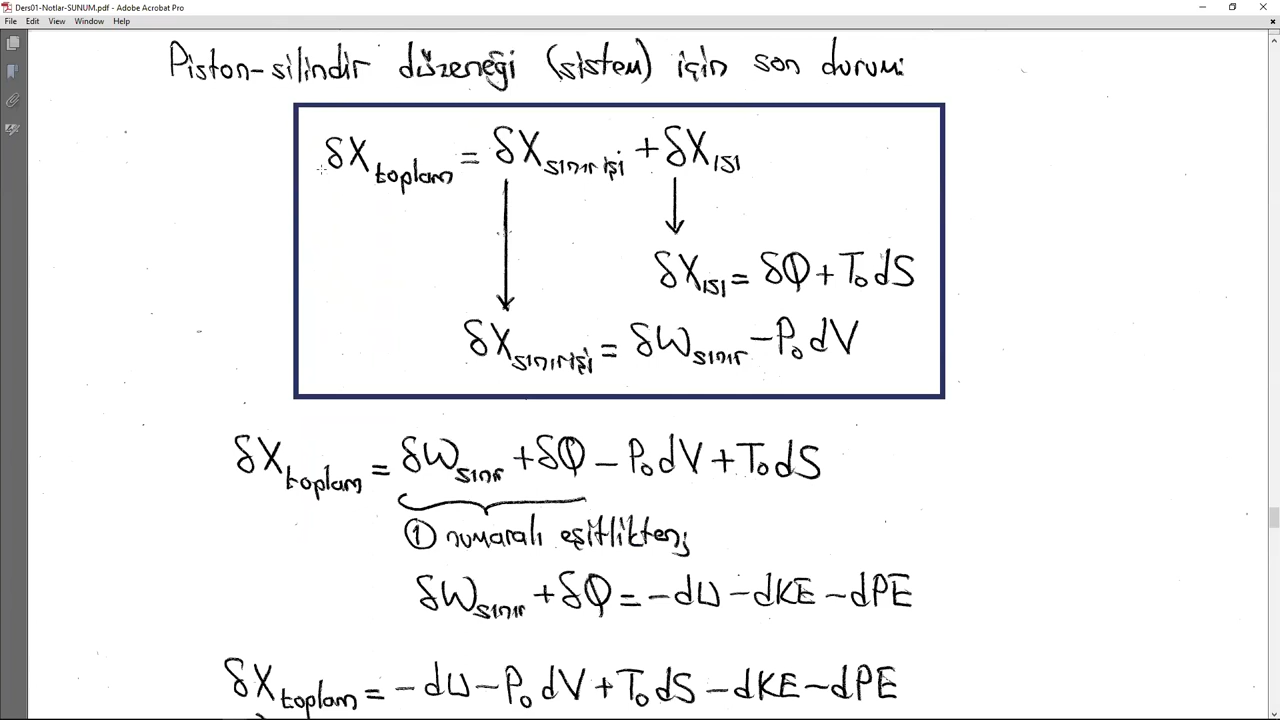 Ders01-Notlar-SUNUM.pdf - Adobe Acrobat Pro
File Edit View Window Help
Piston-silindir düzeneği (sistem) için son durum:
δX_toplam = δX_sınır işi + δX_ısı
δX_ısı = δQ + T₀dS
δX_sınır işi = δW_sınır - P₀dV
δX_toplam = δW_sınır + δQ - P₀dV + T₀dS
① numaralı eşitlikten;
δW_sınır + δQ = -dU - dKE - dPE
δX_toplam = -dU - P₀dV + T₀dS - dKE - dPE